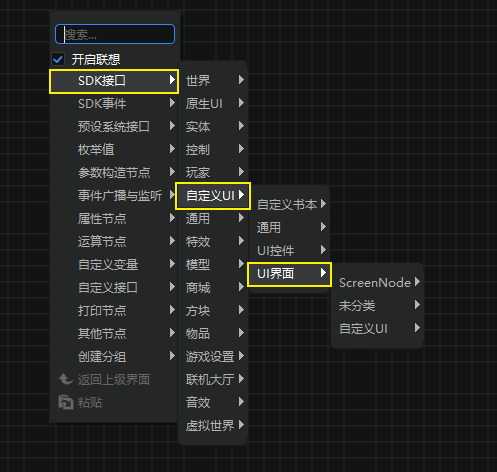 搜索...
开启联想
SDK接口
SDK事件
预设系统接口
枚举值
参数构造节点
事件广播与监听
属性节点
运算节点
自定义变量
自定义接口
打印节点
其他节点
创建分组
返回上级界面
粘贴
世界
原生UI
实体
控制
玩家
自定义UI
通用
特效
模型
商城
方块
物品
游戏设置
联机大厅
音效
虚拟世界
自定义书本
通用
UI控件
UI界面
ScreenNode
未分类
自定义UI